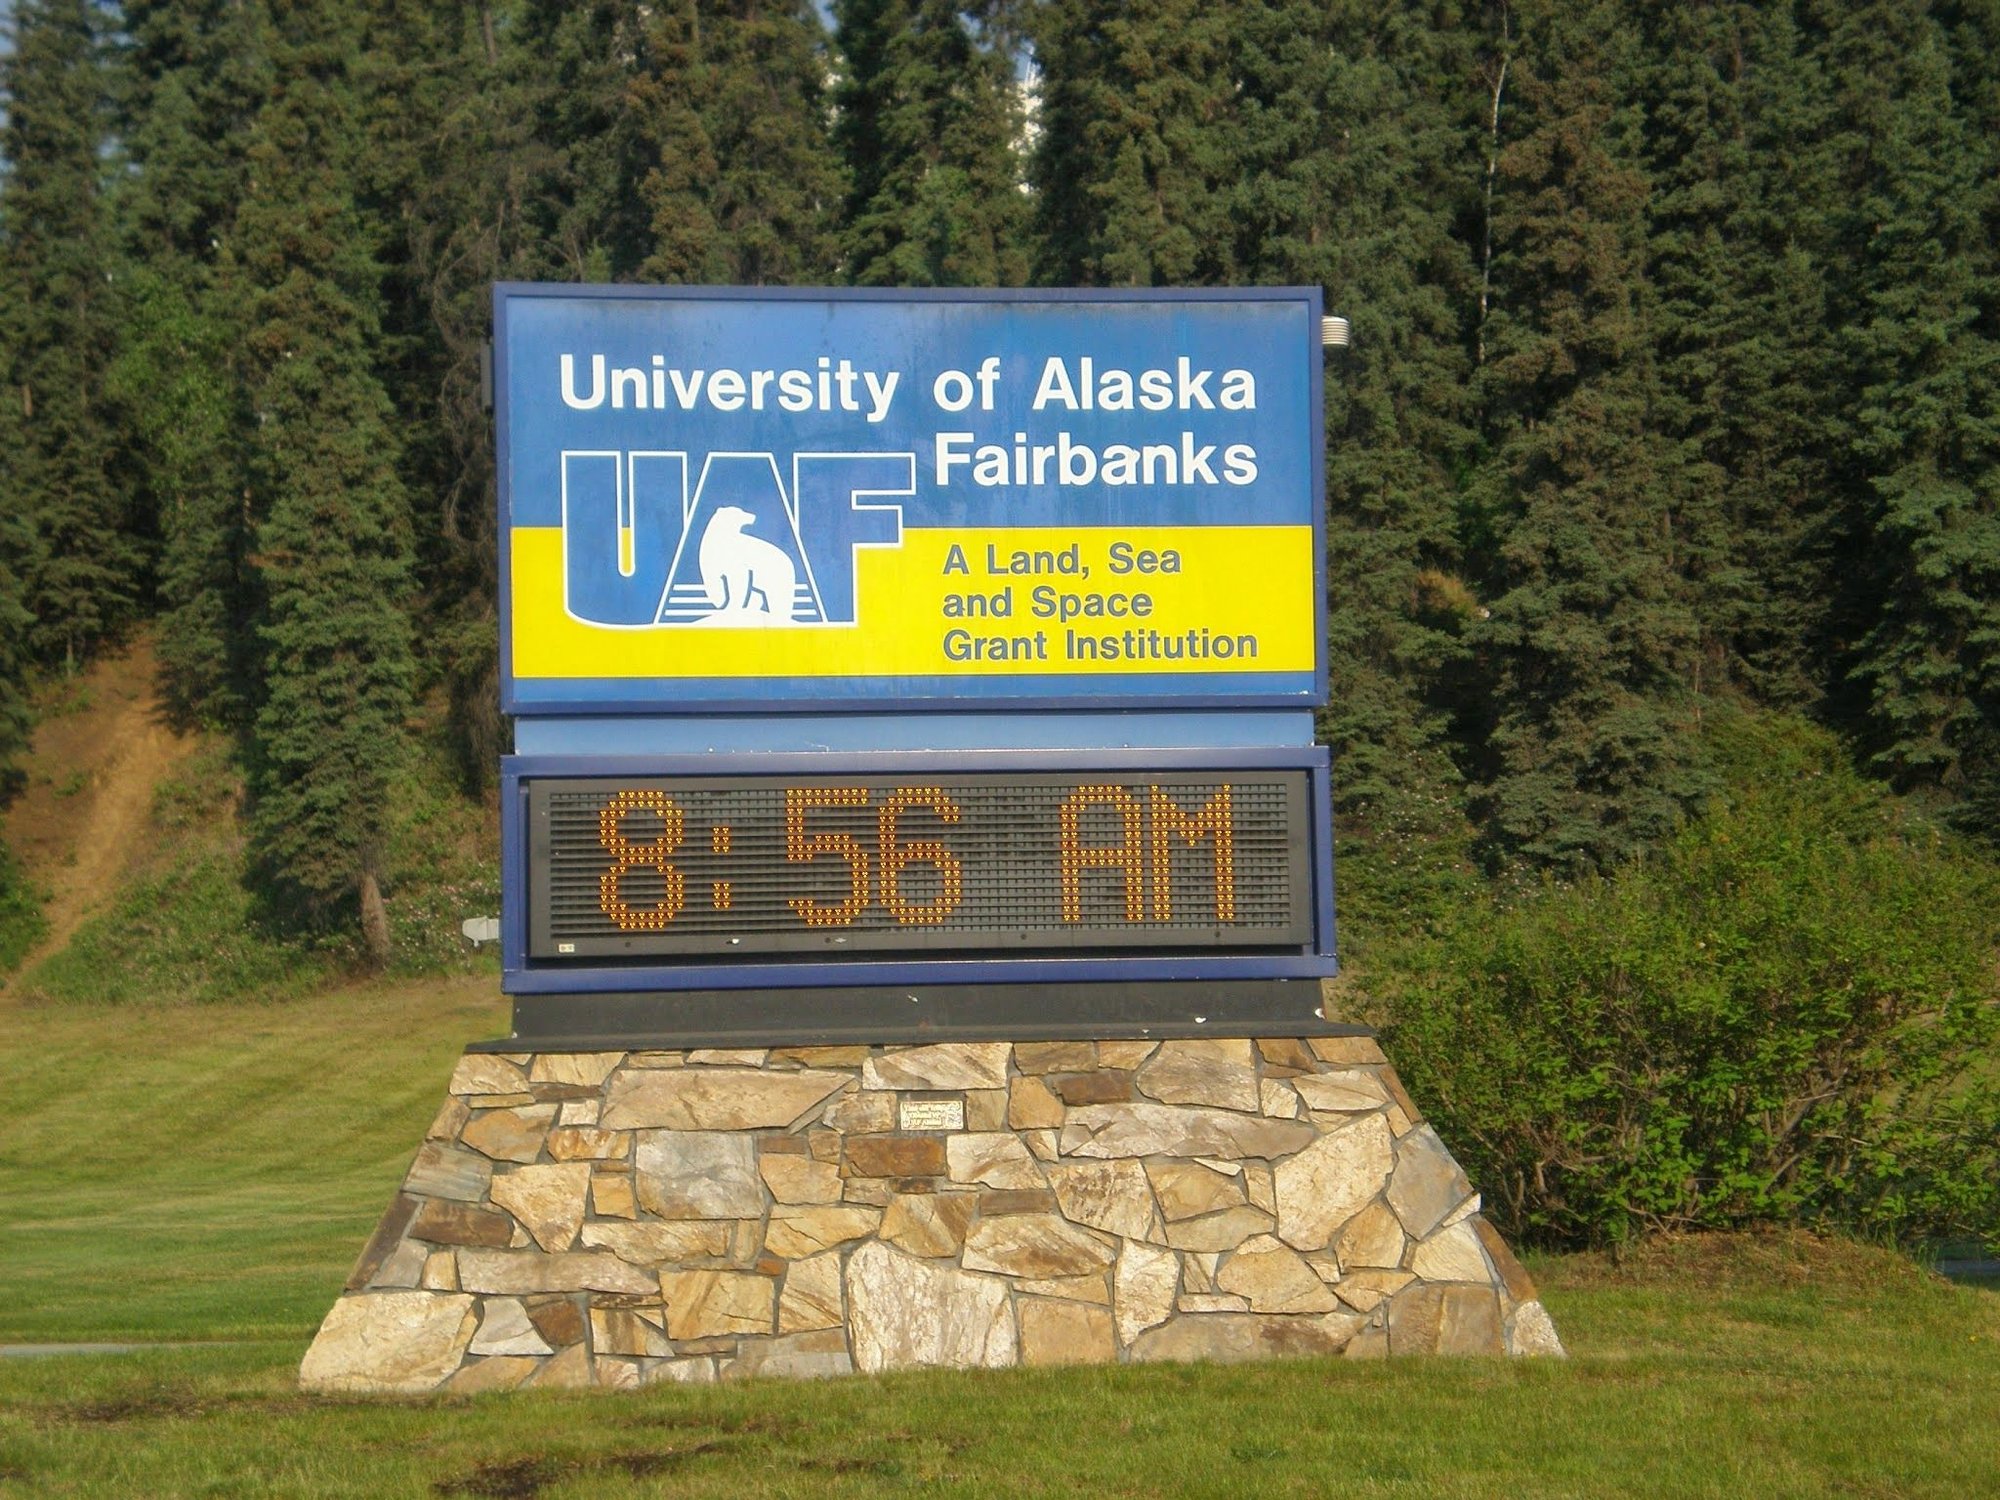 University of Alaska
Fairbanks
UAF
A Land, Sea
and Space
Grant Institution
8:56 AM